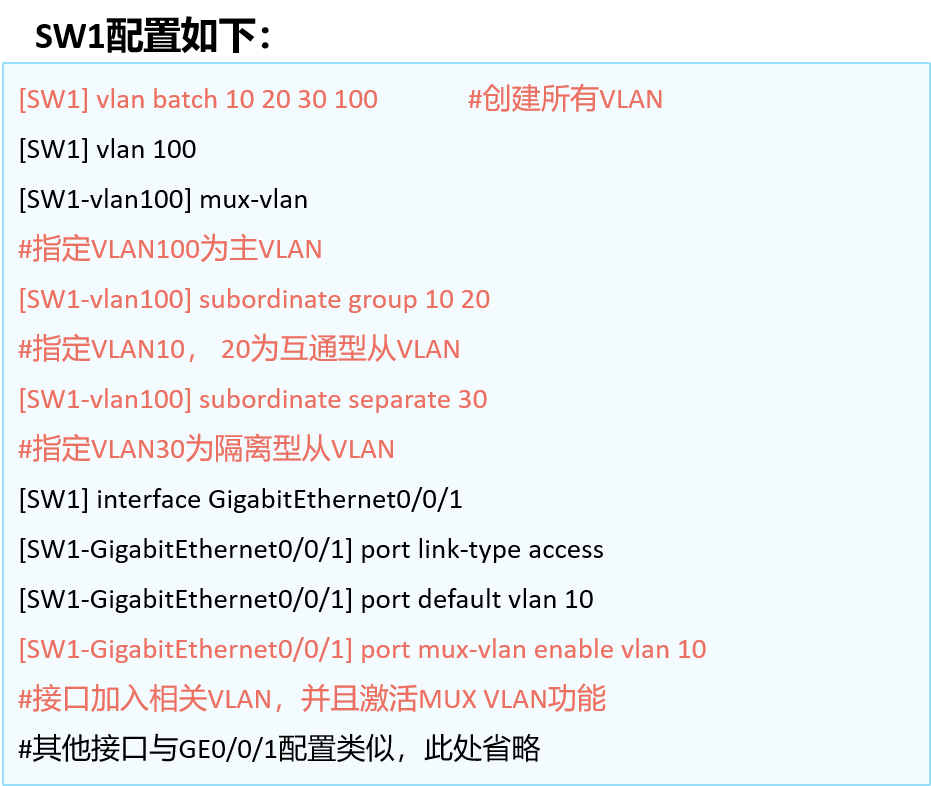 SW1配置如下：
[SW1] vlan batch 10 20 30 100 #创建所有VLAN
[SW1] vlan 100
[SW1-vlan100] mux-vlan
#指定VLAN100为主VLAN
[SW1-vlan100] subordinate group 10 20
#指定VLAN10， 20为互通型从VLAN
[SW1-vlan100] subordinate separate 30
#指定VLAN30为隔离型从VLAN
[SW1] interface GigabitEthernet0/0/1
[SW1-GigabitEthernet0/0/1] port link-type access
[SW1-GigabitEthernet0/0/1] port default vlan 10
[SW1-GigabitEthernet0/0/1] port mux-vlan enable vlan 10
#接口加入相关VLAN，并且激活MUX VLAN功能
#其他接口与GE0/0/1配置类似，此处省略